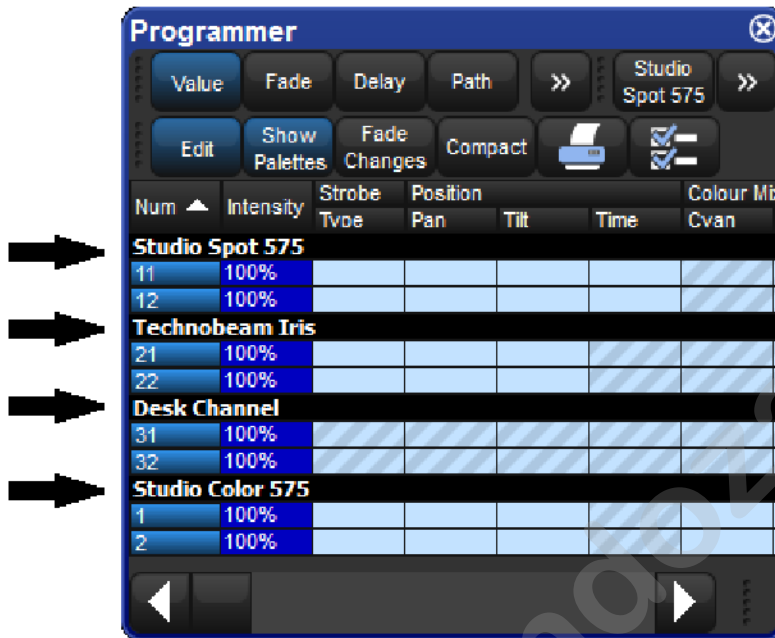 Programmer
Value Fade Delay Path » Studio Spot 575 »
Edit Show Palettes Fade Changes Compact
Num Intensity Strobe Position Colour Mix
Type Pan Tilt Time Cyan
Studio Spot 575
11 100%
12 100%
Technobeam Iris
21 100%
22 100%
Desk Channel
31 100%
32 100%
Studio Color 575
1 100%
2 100%